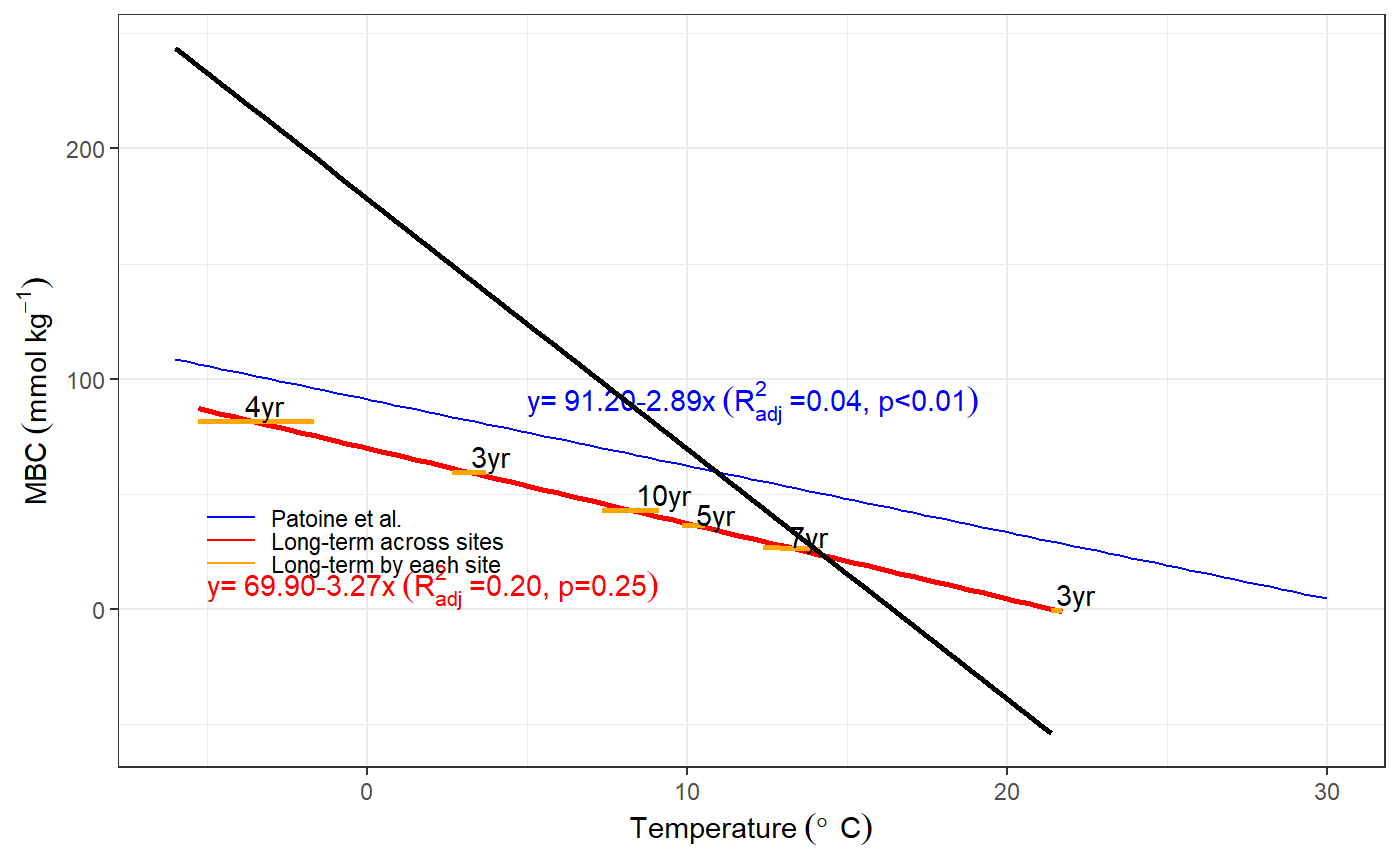 200
100
0
MBC (mmol kg⁻¹)
y= 91.20-2.89x (R²adj =0.04, p<0.01)
4yr
3yr
10yr
5yr
7yr
3yr
Patoine et al.
Long-term across sites
Long-term by each site
y= 69.90-3.27x (R²adj =0.20, p=0.25)
0 10 20 30
Temperature (° C)